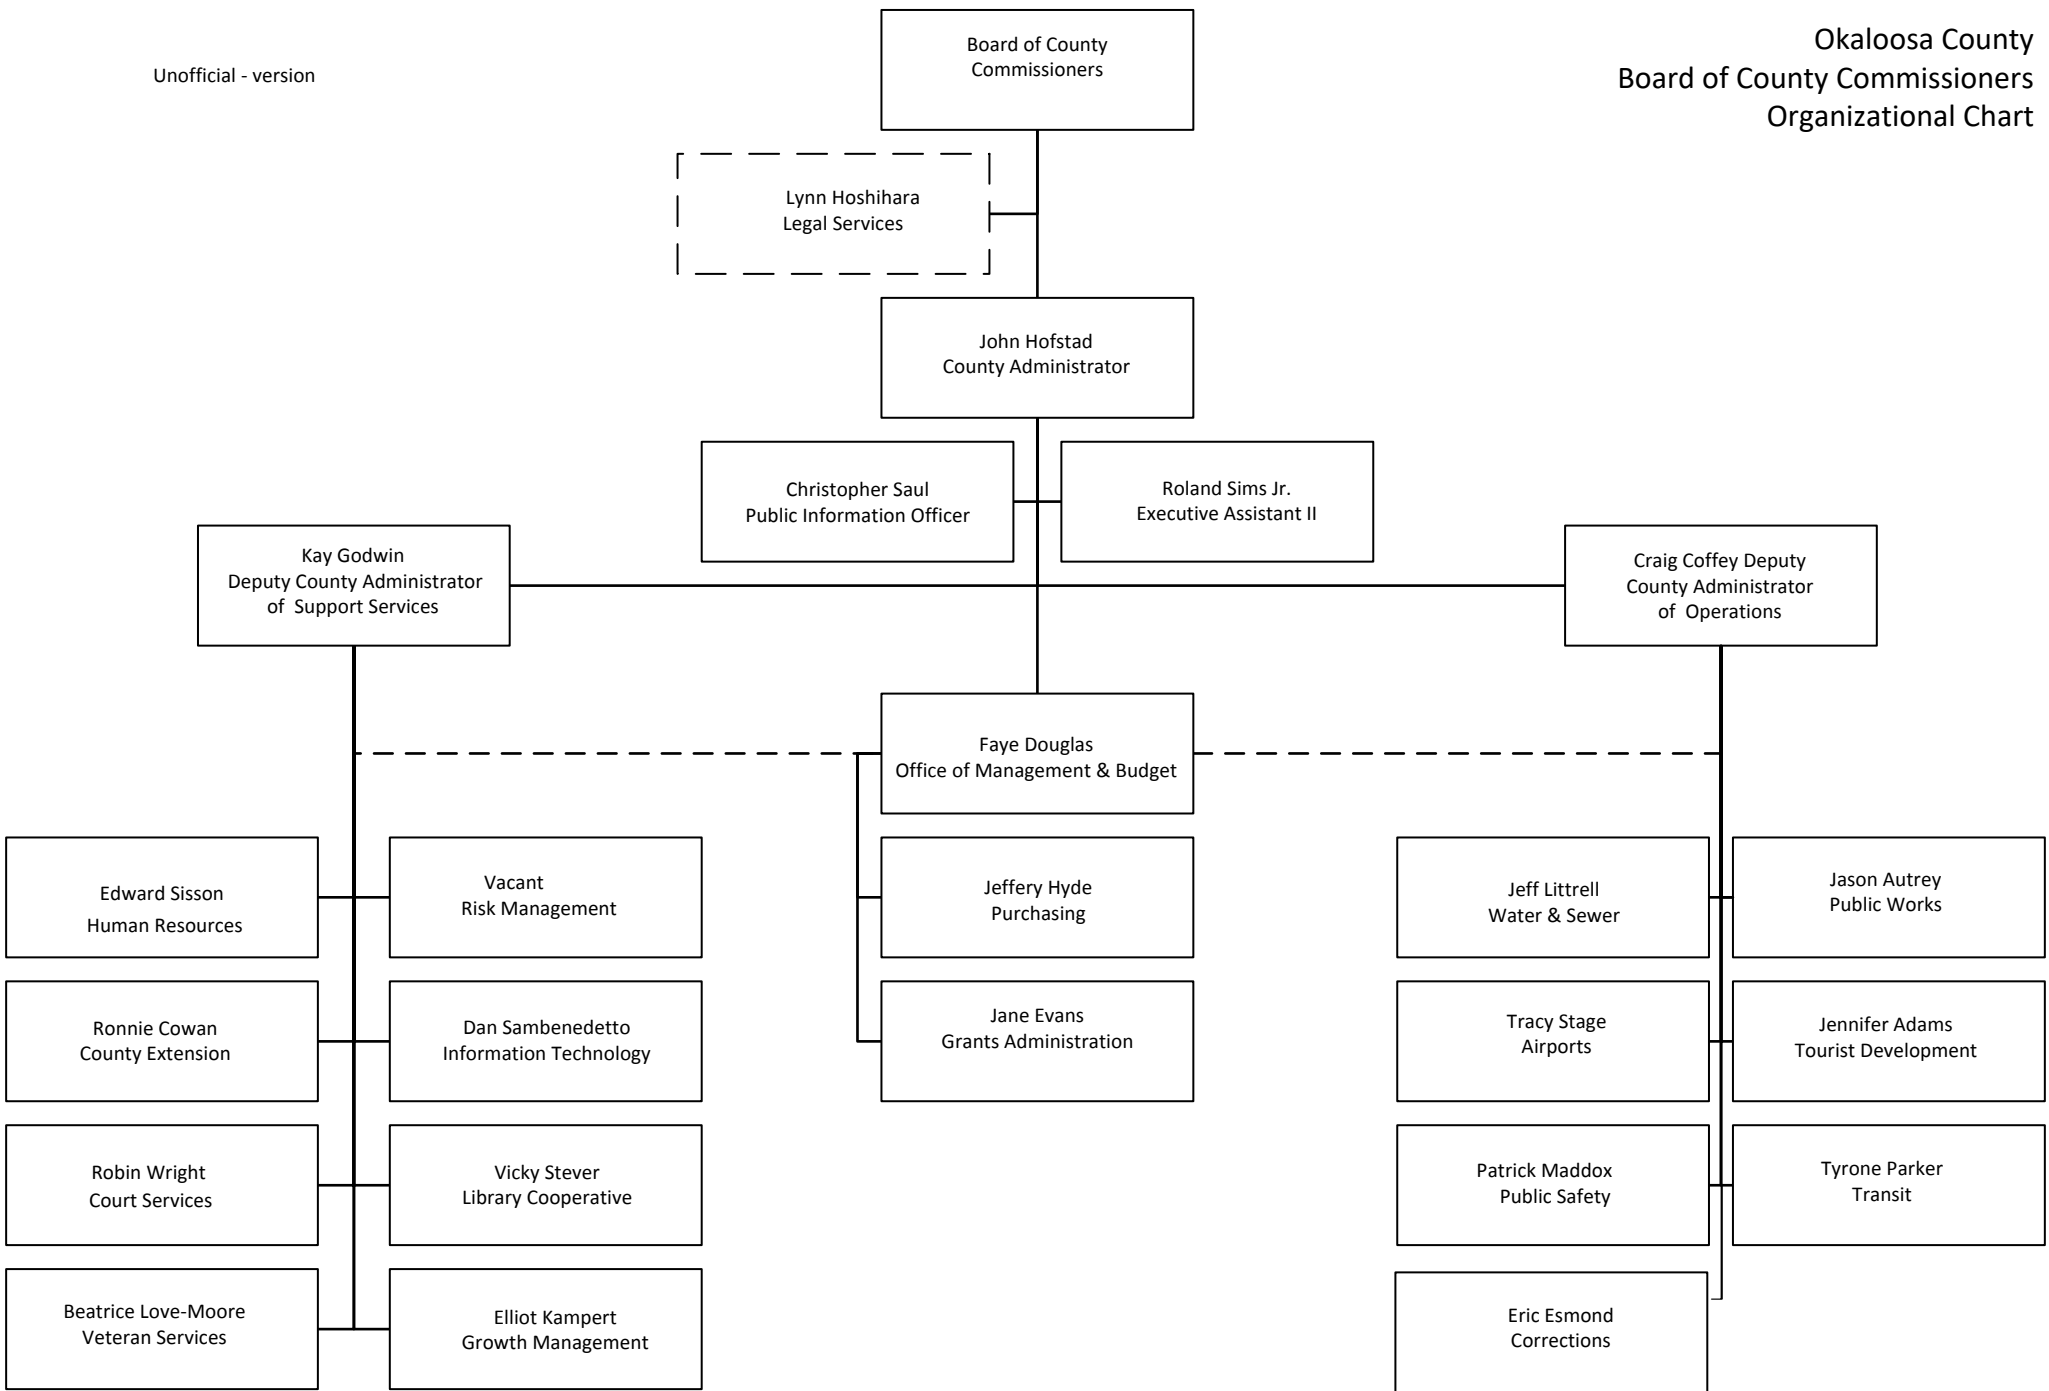 Unofficial - version
Okaloosa County
Board of County Commissioners
Organizational Chart
Board of County
Commissioners
Lynn Hoshihara
Legal Services
John Hofstad
County Administrator
Christopher Saul
Public Information Officer
Roland Sims Jr.
Executive Assistant II
Kay Godwin
Deputy County Administrator
of Support Services
Craig Coffey Deputy
County Administrator
of Operations
Faye Douglas
Office of Management & Budget
Edward Sisson
Human Resources
Vacant
Risk Management
Jeffery Hyde
Purchasing
Jeff Littrell
Water & Sewer
Jason Autrey
Public Works
Ronnie Cowan
County Extension
Dan Sambenedetto
Information Technology
Jane Evans
Grants Administration
Tracy Stage
Airports
Jennifer Adams
Tourist Development
Robin Wright
Court Services
Vicky Stever
Library Cooperative
Patrick Maddox
Public Safety
Tyrone Parker
Transit
Beatrice Love-Moore
Veteran Services
Elliot Kampert
Growth Management
Eric Esmond
Corrections